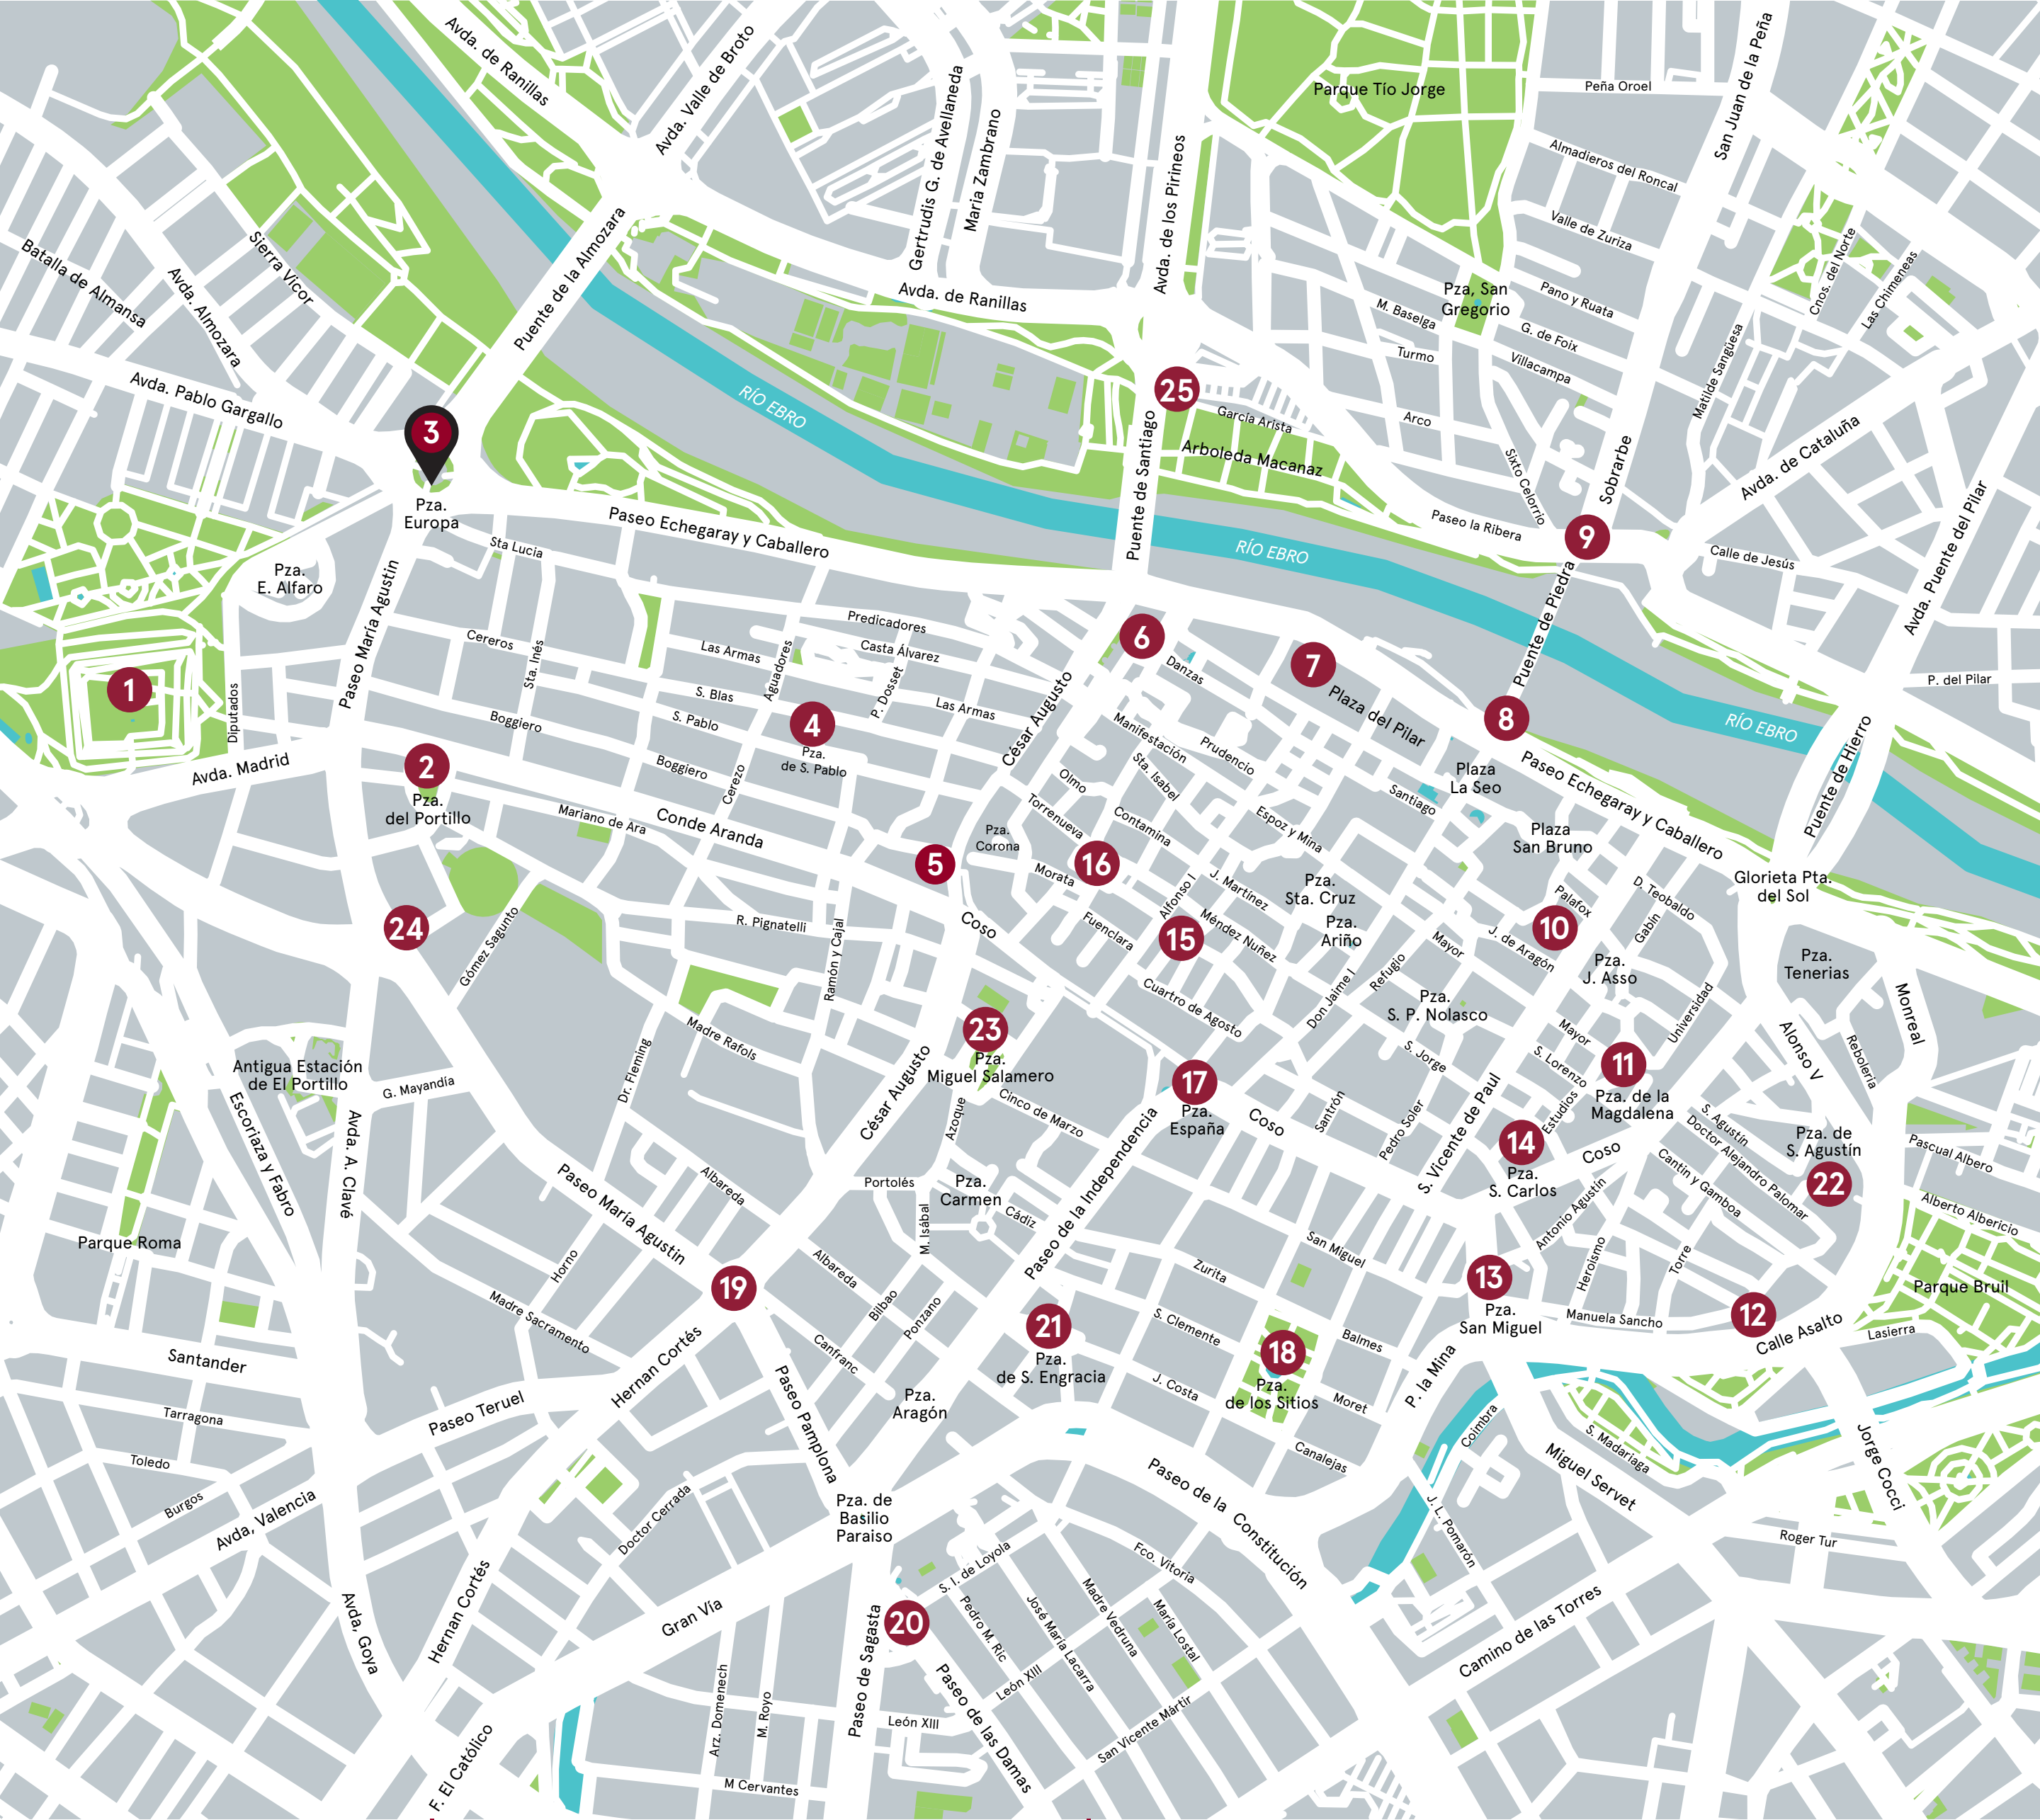 Avda. de Ranillas
Avda. Valle de Broto
Gertrudis G. de Avellaneda
Maria Zambrano
Avda. de los Pirineos
Parque Tío Jorge
Peña Oroel
San Juan de la Peña
Almadieros del Roncal
Valle de Zuriza
Cnos. del Norte
Las Chimeneas
Batalla de Almansa
Avda. Almozara
Sierra Vicor
Puente de la Almozara
Avda. de Ranillas
Pza, San
Gregorio
Pano y Ruata
M. Baselga
G. de Foix
Turmo
Villacampa
Matilde Sangüesa
Avda. Pablo Gargallo
RÍO EBRO
25
García Arista
Arco
Arboleda Macanaz
Puente de Santiago
Sixto Celorrio
Sobrarbe
Avda. de Cataluña
Avda. Puente del Pilar
3
Pza.
Europa
Paseo Echegaray y Caballero
Paseo la Ribera
9
RÍO EBRO
Calle de Jesús
Sta Lucia
Pza.
E. Alfaro
Paseo María Agustin
Puente de Piedra
Predicadores
Casta Álvarez
Cereros
Sta. Inés
Las Armas
Aguadores
P. Dosset
6
Danzas
7
Plaza del Pilar
P. del Pilar
1
Diputados
S. Blas
Las Armas
César Augusto
8
RÍO EBRO
Boggiero
S. Pablo
4
Pza.
de S. Pablo
Manifestación
Prudencio
Sta. Isabel
Puente de Hierro
Avda. Madrid
2
Pza.
del Portillo
Boggiero
Cerezo
Olmo
Plaza
La Seo
Santiago
Paseo Echegaray y Caballero
Mariano de Ara
Conde Aranda
Torrenueva
Contamina
Espoz y Mina
Plaza
San Bruno
Pza.
Corona
5
Morata
16
Alfonso I
J. Martinez
Pza.
Sta. Cruz
Glorieta Pta.
del Sol
D. Teobaldo
Palafox
Gabín
24
Gómez Sagunto
R. Pignatelli
Ramón y Cajal
Coso
Fuenclara
15
Méndez Nuñez
Pza.
Ariño
Mayor
J. de Aragón
10
Pza.
J. Asso
Pza.
Tenerias
Monreal
Refugio
Don Jaime I
Cuatro de Agosto
Pza.
S. P. Nolasco
Universidad
Madre Rafols
23
Pza.
Miguel Salamero
Mayor
Alonso V
Reboleria
S. Jorge
S. Lorenzo
11
Pza. de la
Magdalena
Antigua Estación
de El Portillo
G. Mayandía
Dr. Fleming
César Augusto
Azoque
Cinco de Marzo
17
Pza.
España
Coso
Santrón
Pedro Soler
S. Vicente de Paul
Estudios
14
Pza.
S. Carlos
Coso
S. Agustín
Doctor Alejandro Palomar
Cantin y Gamboa
Pza. de
S. Agustín
22
Pascual Albero
Alberto Albericio
Escoriaza y Fabro
Avda. A. Clavé
Paseo María Agustin
Albareda
Portolés
Pza.
Carmen
M. Isábal
Cádiz
Paseo de la Independencia
Antonio Agustín
Heroismo
Torre
Parque Roma
Horno
Albareda
San Miguel
Zurita
13
Pza.
San Miguel
Manuela Sancho
12
Calle Asalto
Lasierra
Parque Bruil
19
Madre Sacramento
Bilbao
Ponzano
Canfranc
21
Pza.
de S. Engracia
S. Clemente
18
Pza.
de los Sitios
Balmes
Moret
P. la Mina
Santander
Hernan Cortés
Paseo Teruel
Paseo Pamplona
Pza.
Aragón
J. Costa
Canalejas
Coimbra
S. Madariaga
Miguel Servet
Jorge Cocci
Tarragona
Toledo
Burgos
Avda, Valencia
Doctor Cerrada
Pza. de
Basilio
Paraiso
Paseo de la Constitución
J. L. Pomarón
Roger Tur
Avda, Goya
Hernan Cortés
Gran Vía
S. I. de Loyola
Fco. Vitoria
20
Pedro M. Ric
José María Lacarra
Madre Vedruna
María Lostal
Camino de las Torres
Paseo de Sagasta
León XIII
León XIII
Paseo de las Damas
San Vicente Mártir
Arz. Domenech
M. Royo
M Cervantes
F. El Católico